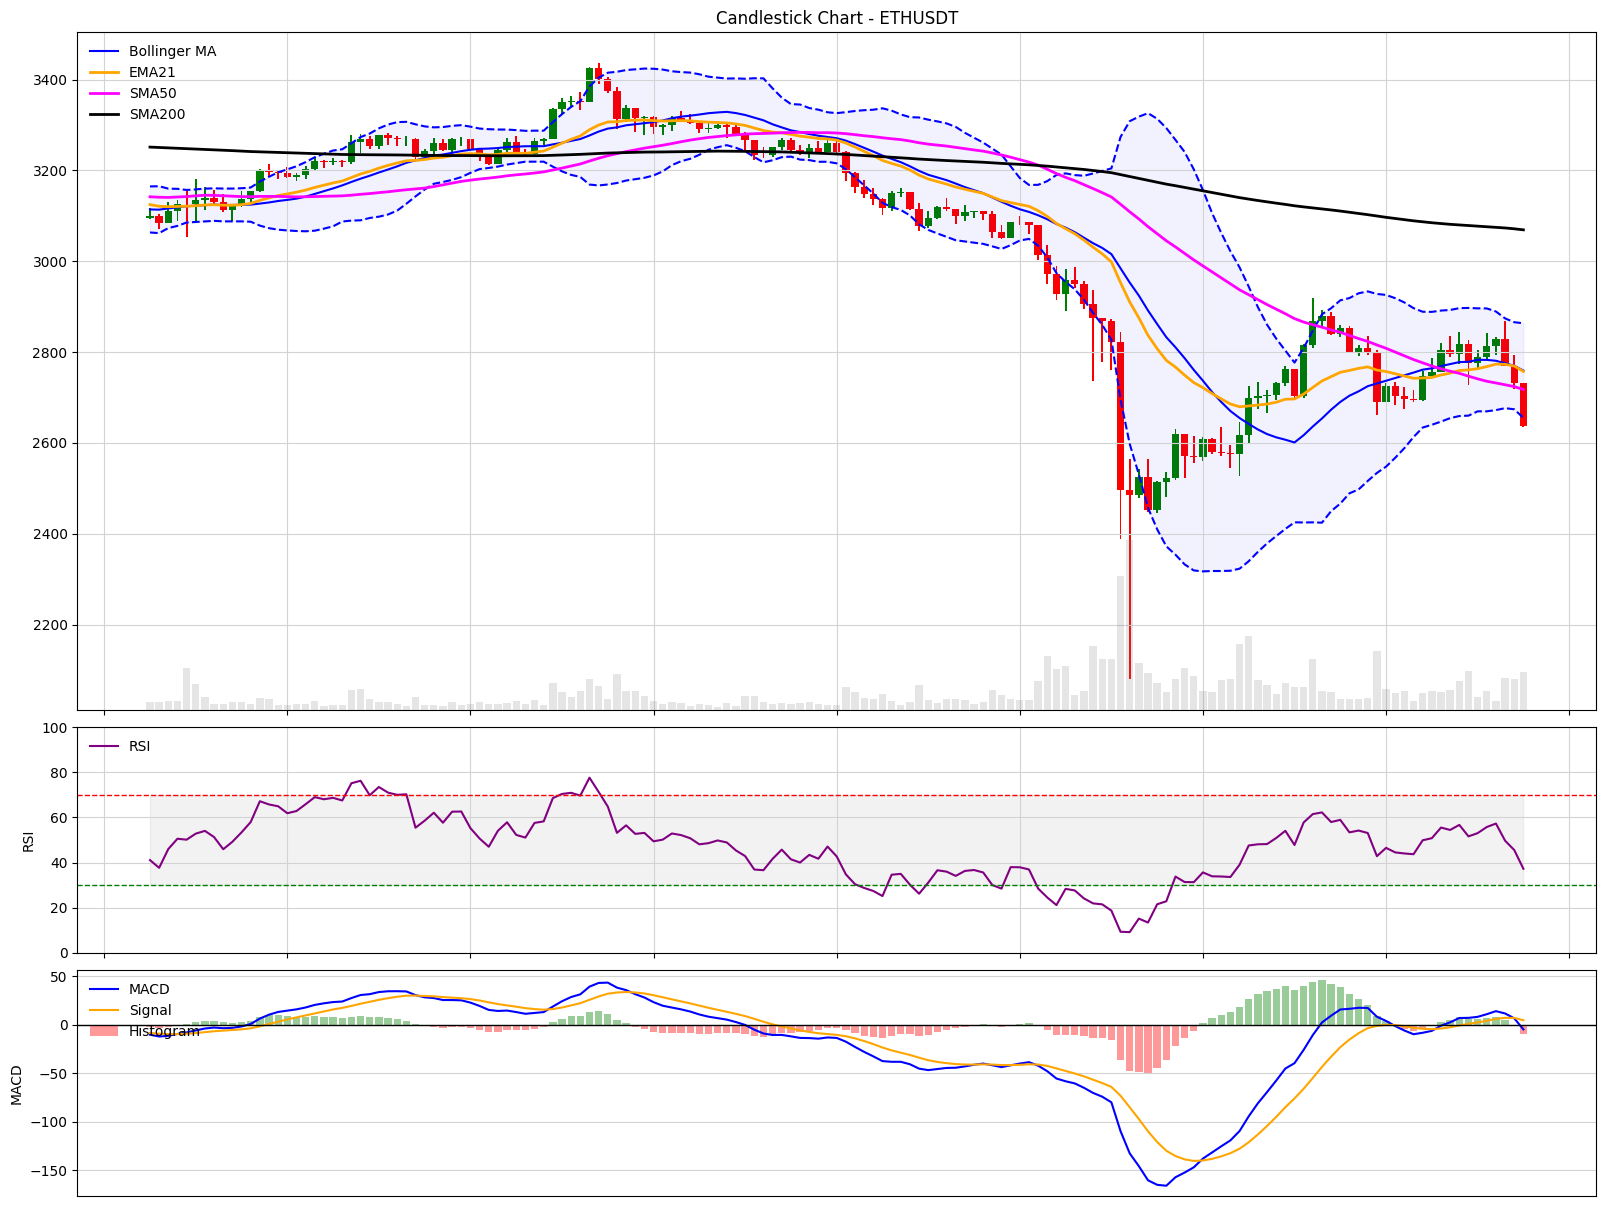 Candlestick Chart - ETHUSDT
Bollinger MA
EMA21
SMA50
SMA200
3400
3200
3000
2800
2600
2400
2200
RSI
RSI
100
80
60
40
20
0
MACD
Signal
Histogram
MACD
50
0
−50
−100
−150